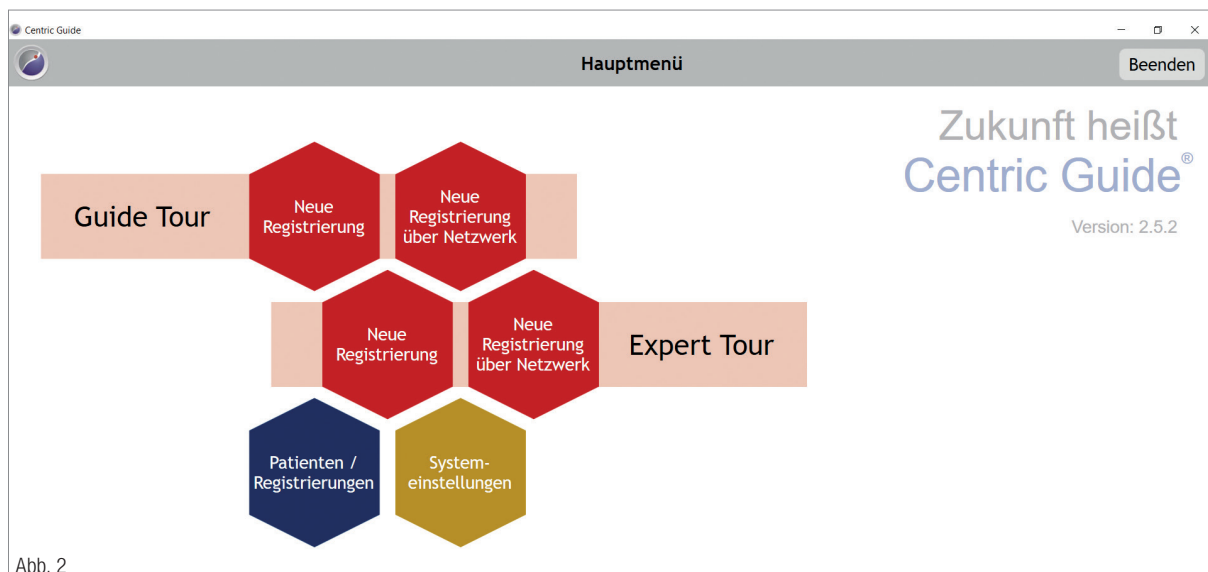 Centric Guide
Hauptmenü
Beenden
Zukunft heißt
Centric Guide®
Version: 2.5.2
Guide Tour
Neue
Registrierung
Neue
Registrierung
über Netzwerk
Neue
Registrierung
Neue
Registrierung
über Netzwerk
Expert Tour
Patienten /
Registrierungen
System-
einstellungen
Abb. 2